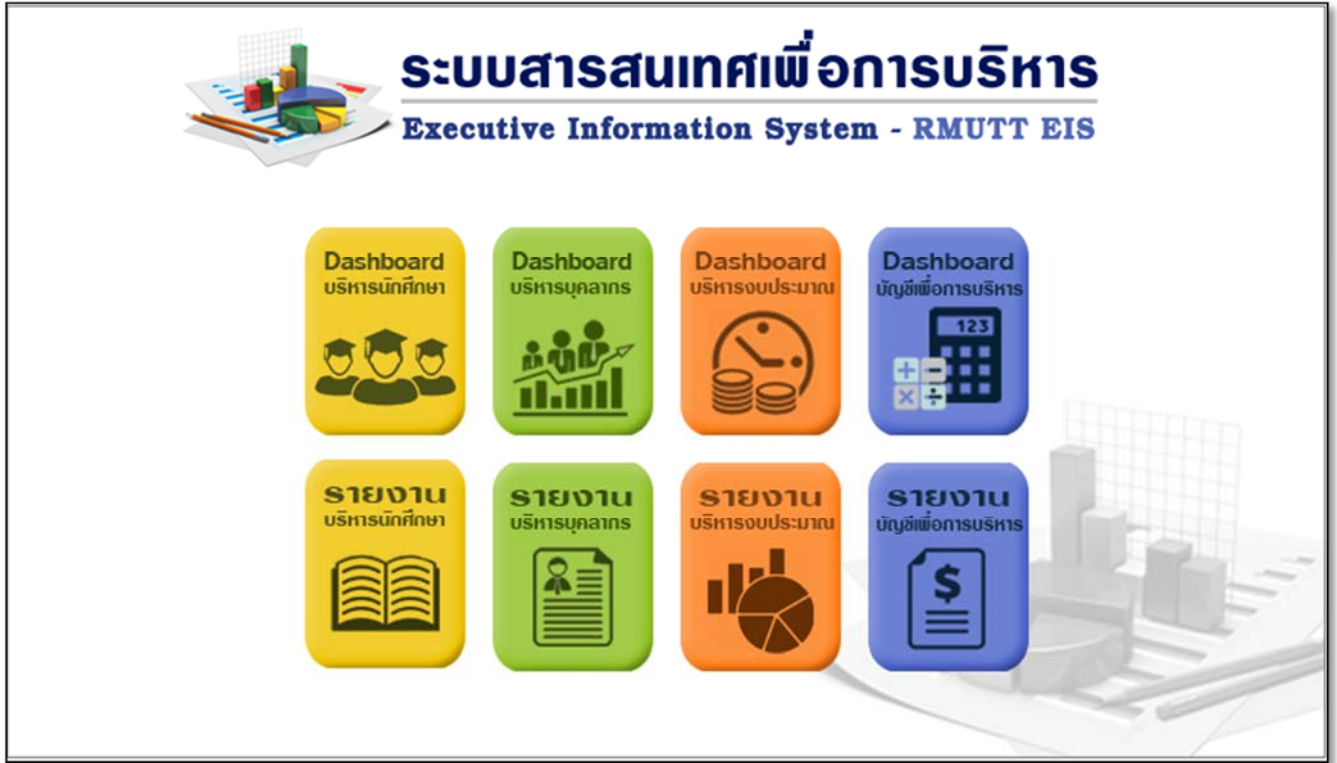 ระบบสารสนเทศเพื่อการบริหาร
Executive Information System - RMUTT EIS
Dashboard
บริหารนักศึกษา
Dashboard
บริหารบุคลากร
Dashboard
บริหารงบประมาณ
Dashboard
บัญชีเพื่อการบริหาร
123
+ -
× ÷
รายงาน
บริหารนักศึกษา
รายงาน
บริหารบุคลากร
รายงาน
บริหารงบประมาณ
รายงาน
บัญชีเพื่อการบริหาร
$